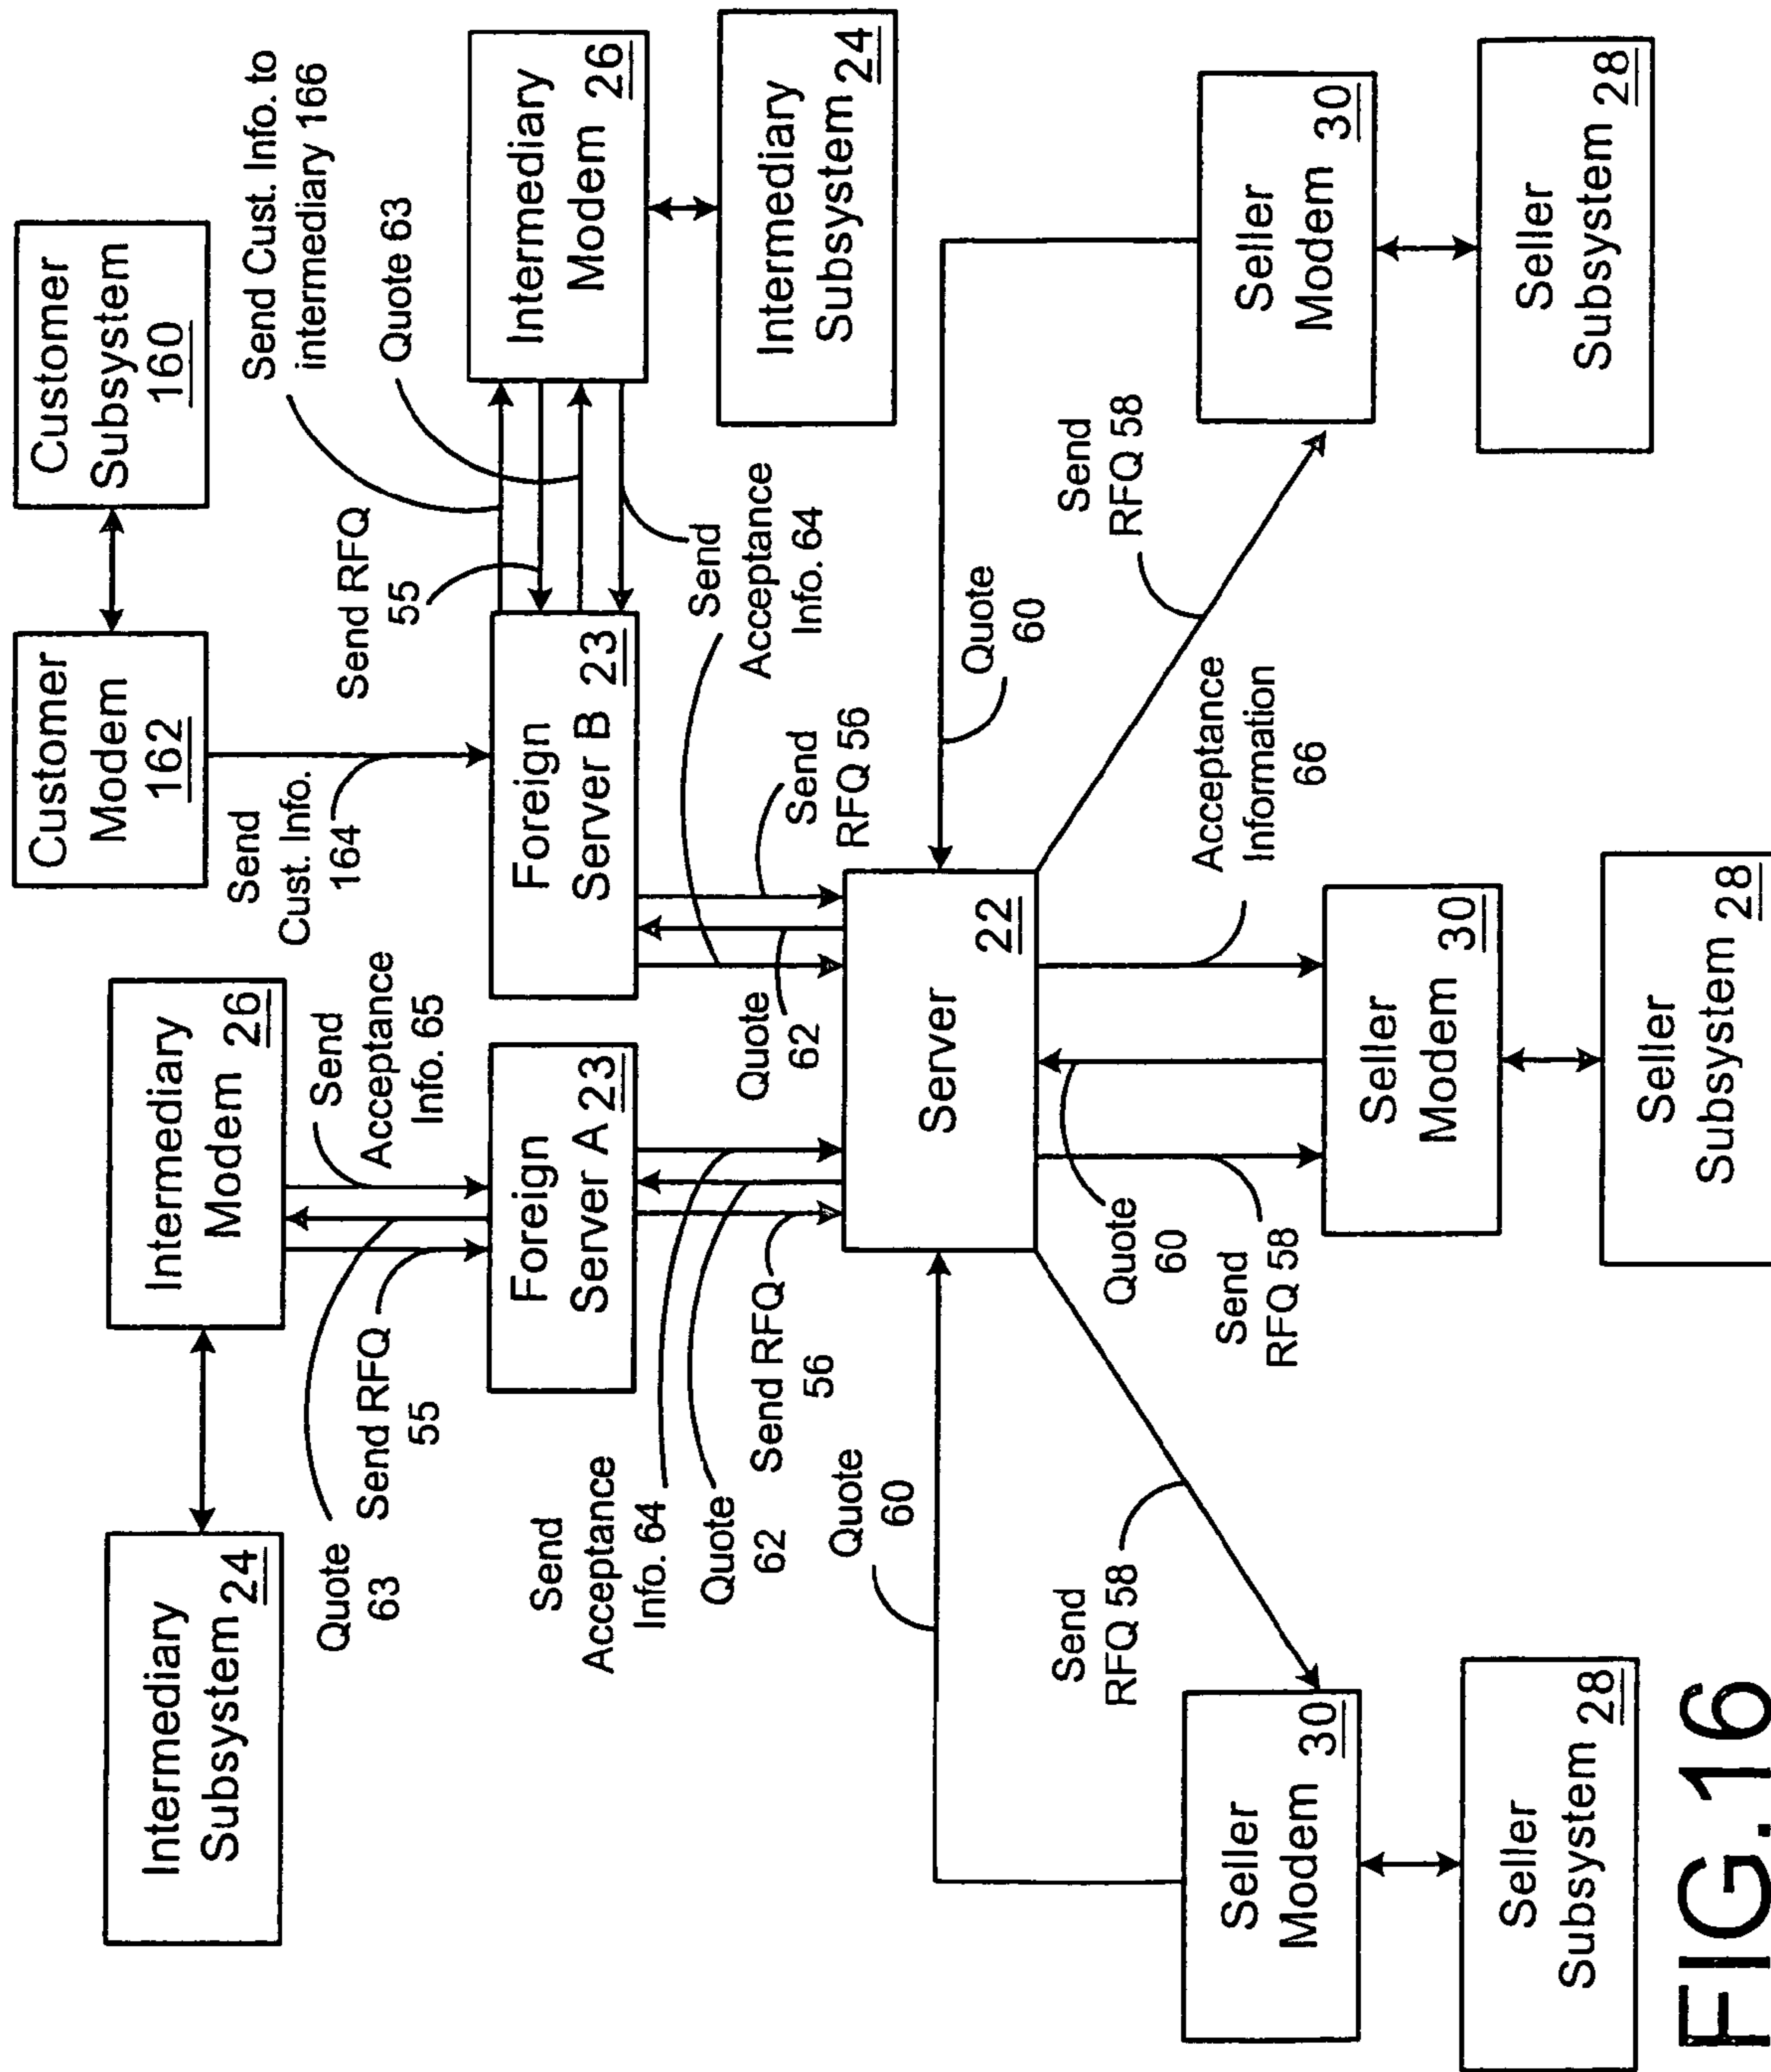 Customer
Subsystem
160
Customer
Modem
162
Send
Cust. Info.
164
Send Cust. Info. to
intermediary 166
Quote 63
Send RFQ
55
Intermediary
Modem 26
Intermediary
Subsystem 24
Send
Acceptance
Info. 64
Foreign
Server B 23
Send
RFQ 56
Quote
62
Intermediary
Subsystem 24
Intermediary
Modem 26
Send
Acceptance
Info. 65
Quote
63
Send RFQ
55
Foreign
Server A 23
Send
Acceptance
Info. 64
Quote
62
Send RFQ
56
Server
22
Quote
60
Send
RFQ 58
Seller
Modem 30
Seller
Subsystem 28
Quote
60
Send
RFQ 58
Acceptance
Information
66
Seller
Modem 30
Seller
Subsystem 28
Quote
60
Send
RFQ 58
Seller
Modem 30
Seller
Subsystem 28
FIG.16